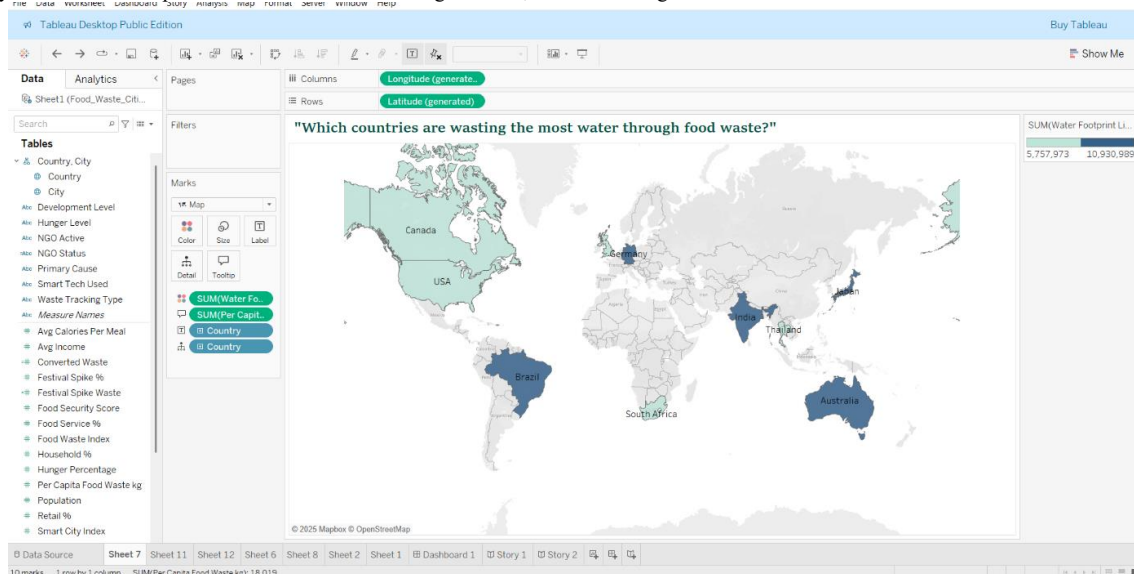 File Data Worksheet Dashboard Story Analysis Map Format Server Window Help
Tableau Desktop Public Edition
Buy Tableau
Show Me
Data Analytics
Pages
Columns
Longitude (generate..
Sheet1 (Food_Waste_Citi...
Rows
Latitude (generated)
Search
Filters
"Which countries are wasting the most water through food waste?"
SUM(Water Footprint Li...
5,757,973 10,930,989
Tables
Country, City
Country
City
Abc Development Level
Abc Hunger Level
Abc NGO Active
Abc NGO Status
Abc Primary Cause
Abc Smart Tech Used
Abc Waste Tracking Type
Abc Measure Names
Avg Calories Per Meal
Avg Income
Converted Waste
Festival Spike %
Festival Spike Waste
Food Security Score
Food Service %
Food Waste Index
Household %
Hunger Percentage
Per Capita Food Waste kg
Population
Retail %
Smart City Index
Marks
Map
Color Size Label
Detail Tooltip
SUM(Water Fo..
SUM(Per Capit..
Country
Country
Canada
USA
Germany
Japan
India
Thailand
Brazil
Australia
South Africa
© 2025 Mapbox © OpenStreetMap
Data Source Sheet 7 Sheet 11 Sheet 12 Sheet 6 Sheet 8 Sheet 2 Sheet 1 Dashboard 1 Story 1 Story 2
10 marks 1 row by 1 column SUM(Per Capita Food Waste kg): 18,019